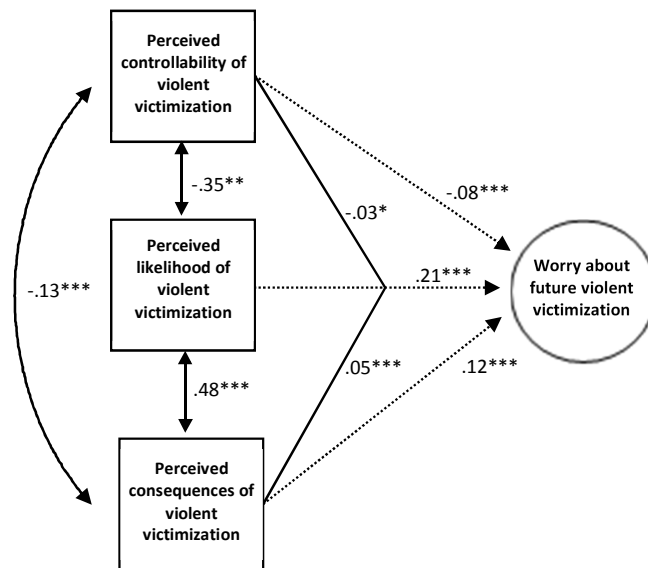 Perceived
controllability of
violent
victimization
-.35**
-.03*
-.08***
Perceived
likelihood of
violent
victimization
-.13***
.21***
Worry about
future violent
victimization
.48***
.05***
.12***
Perceived
consequences of
violent
victimization